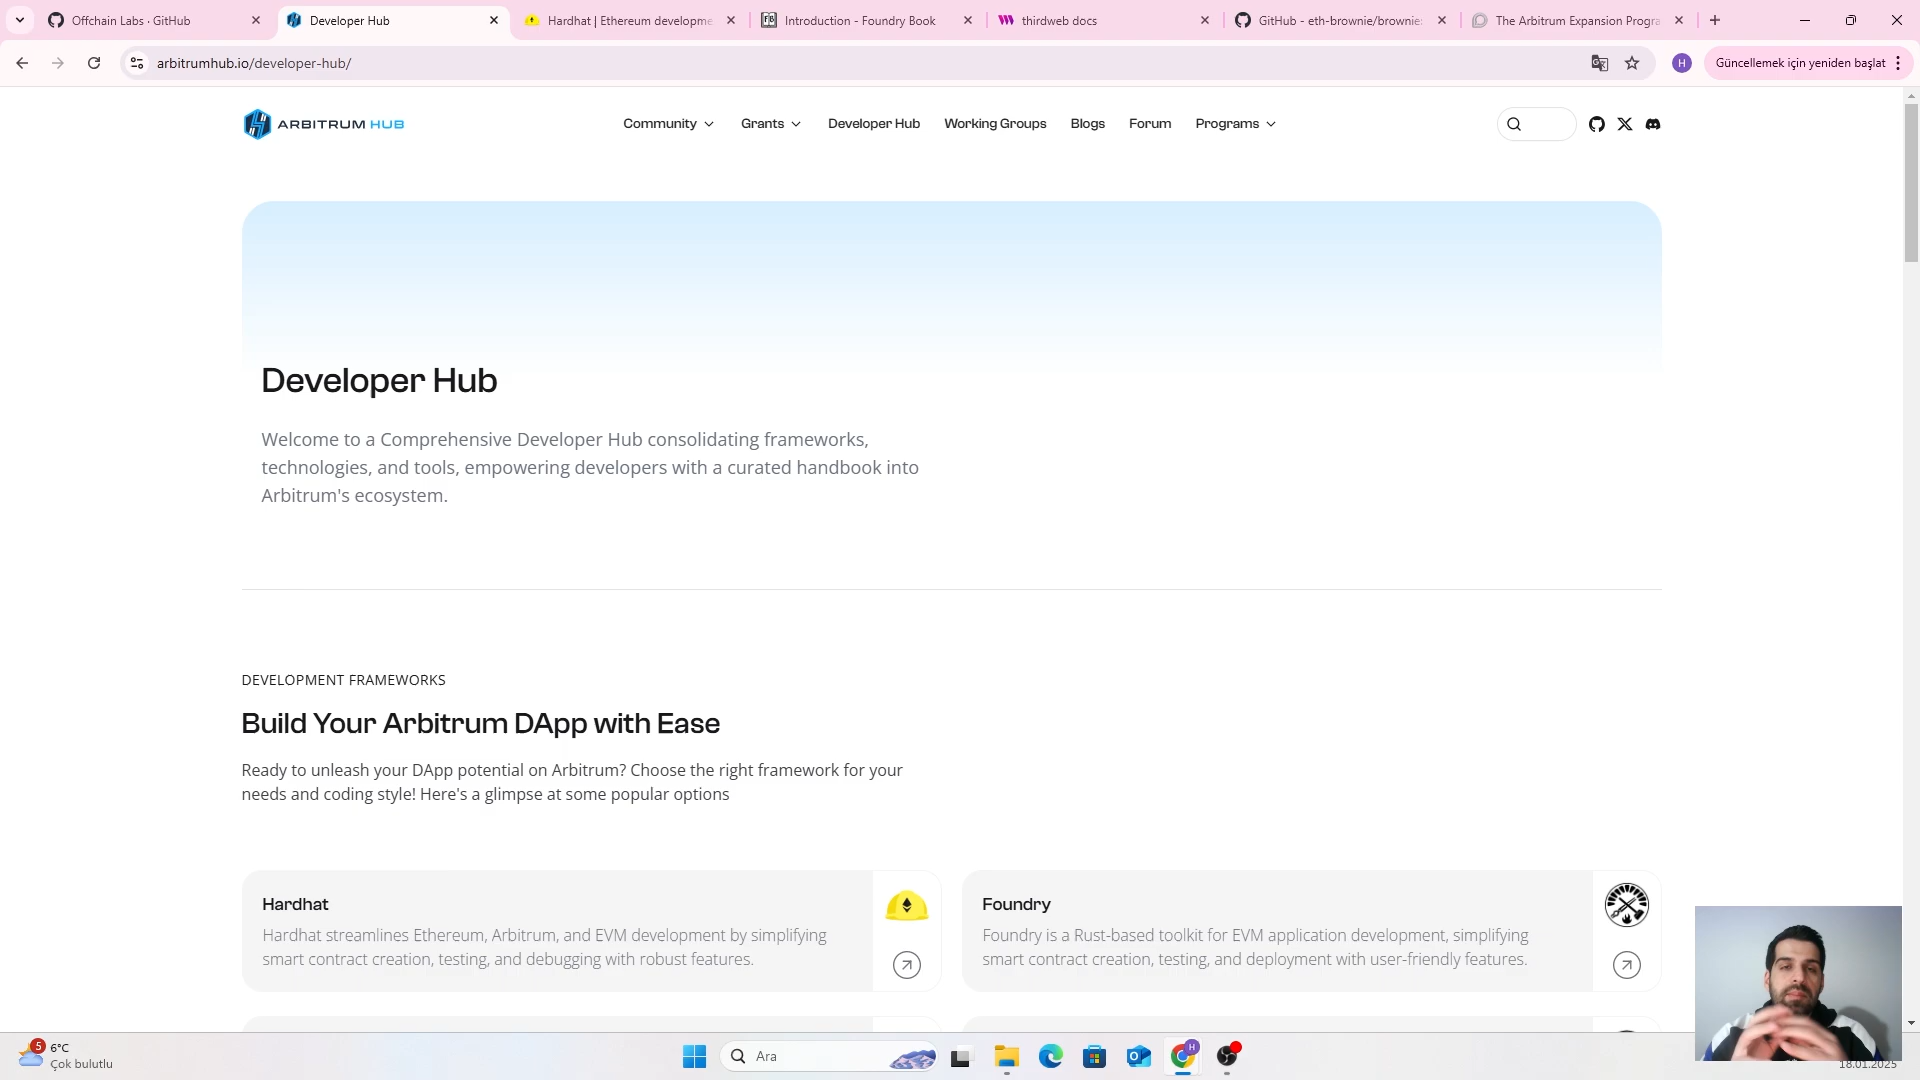 Offchain Labs · GitHub
Developer Hub
Hardhat | Ethereum developme
Introduction - Foundry Book
thirdweb docs
GitHub - eth-brownie/brownie:
The Arbitrum Expansion Progra
arbitrumhub.io/developer-hub/
H
Güncellemek için yeniden başlat
ARBITRUM HUB
Community
Grants
Developer Hub
Working Groups
Blogs
Forum
Programs
Developer Hub
Welcome to a Comprehensive Developer Hub consolidating frameworks,
technologies, and tools, empowering developers with a curated handbook into
Arbitrum's ecosystem.
DEVELOPMENT FRAMEWORKS
Build Your Arbitrum DApp with Ease
Ready to unleash your DApp potential on Arbitrum? Choose the right framework for your
needs and coding style! Here's a glimpse at some popular options
Hardhat
Hardhat streamlines Ethereum, Arbitrum, and EVM development by simplifying
smart contract creation, testing, and debugging with robust features.
Foundry
Foundry is a Rust-based toolkit for EVM application development, simplifying
smart contract creation, testing, and deployment with user-friendly features.
5
6°C
Çok bulutlu
Ara
H
18.01.2025